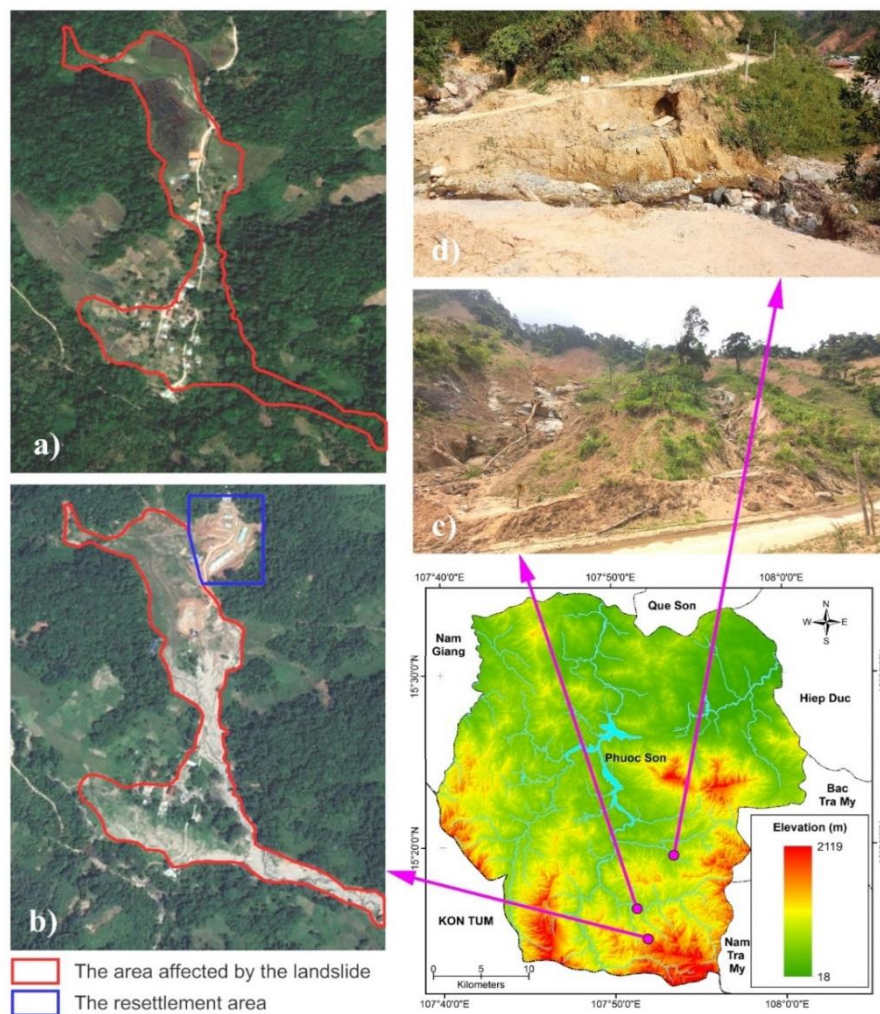 a)
d)
c)
b)
107°40'0"E
107°50'0"E
108°0'0"E
Que Son
N
W
E
S
Nam
Giang
15°30'0"N
Hiep Duc
Phuoc Son
Bac
Tra My
15°20'0"N
Elevation (m)
2119
18
KON TUM
Nam
Tra
My
0 5 10
Kilometers
107°40'0"E
107°50'0"E
108°0'0"E
The area affected by the landslide
The resettlement area